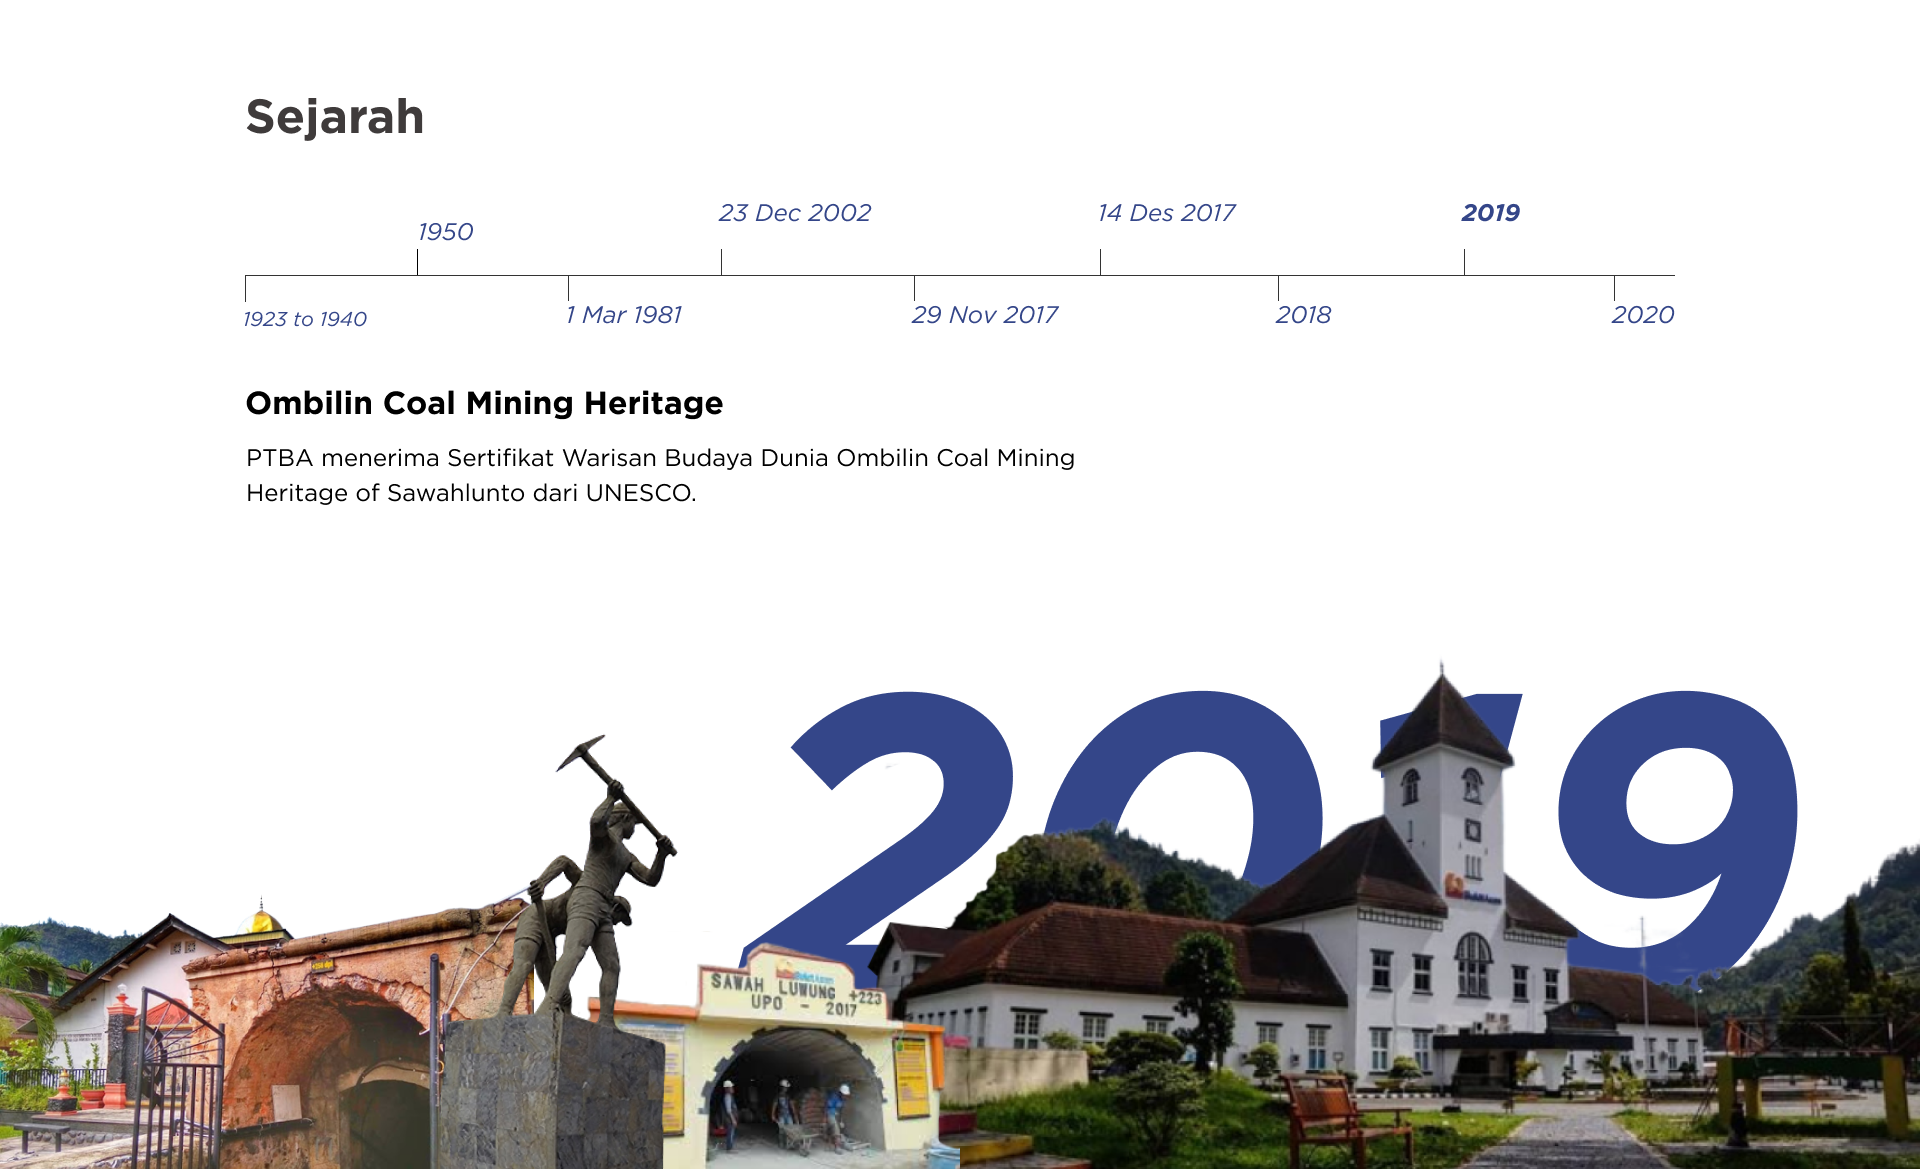 Sejarah
23 Dec 2002
14 Des 2017
2019
1950
1923 to 1940
1 Mar 1981
29 Nov 2017
2018
2020
Ombilin Coal Mining Heritage
PTBA menerima Sertifikat Warisan Budaya Dunia Ombilin Coal Mining
Heritage of Sawahlunto dari UNESCO.
2019
BukitAsam
BukitAsam
SAWAH LUWUNG +223
UPO - 2017